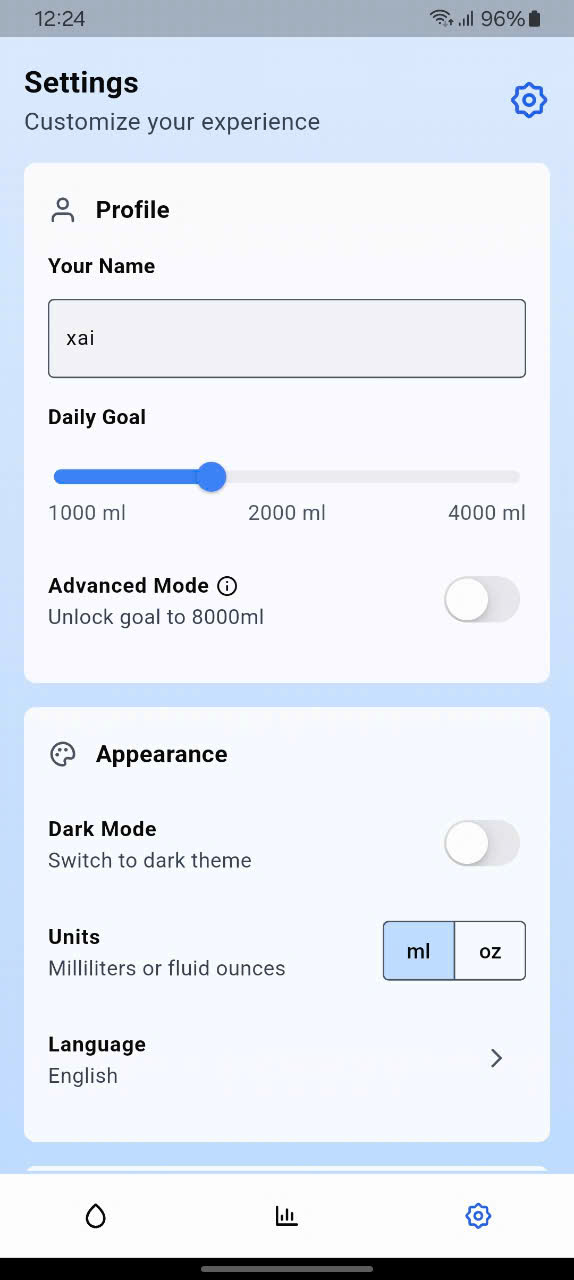 12:24 96%
Settings
Customize your experience
Profile
Your Name
xai
Daily Goal
1000 ml 2000 ml 4000 ml
Advanced Mode
Unlock goal to 8000ml
Appearance
Dark Mode
Switch to dark theme
Units
Milliliters or fluid ounces
ml oz
Language
English